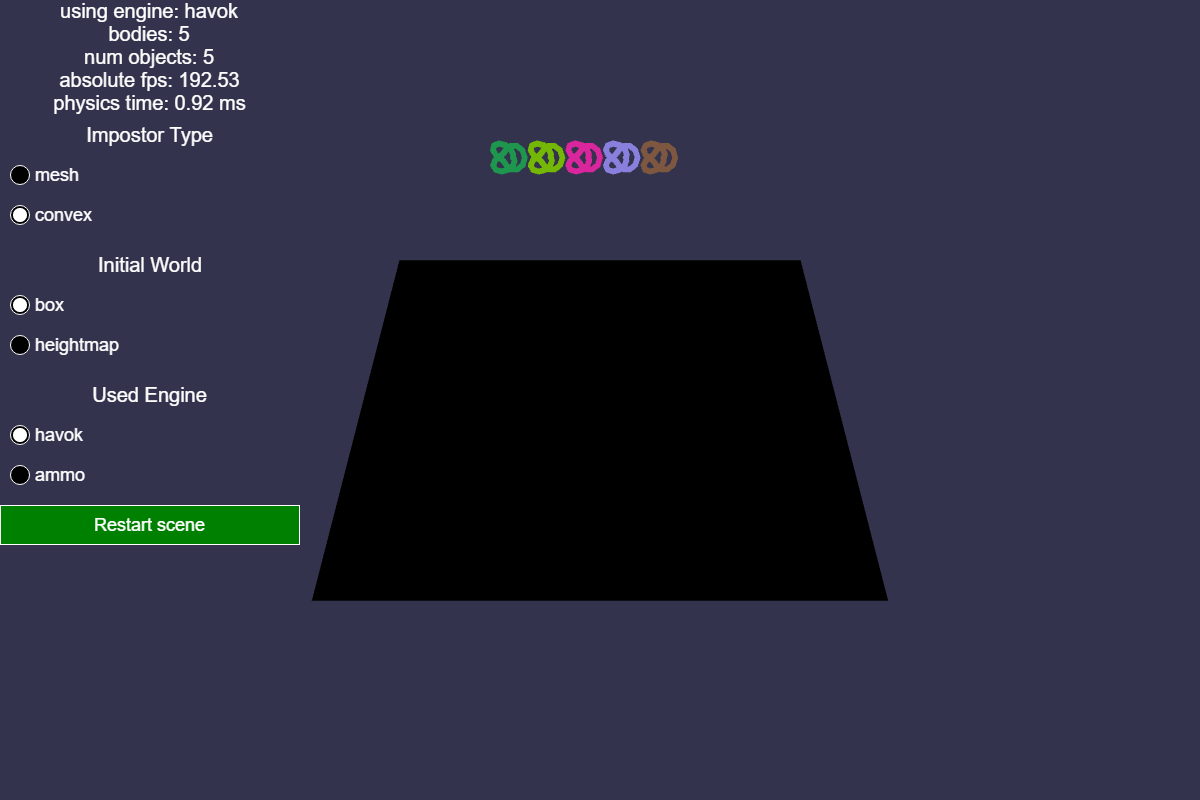 using engine: havok
bodies: 5
num objects: 5
absolute fps: 192.53
physics time: 0.92 ms
Impostor Type
mesh
convex
Initial World
box
heightmap
Used Engine
havok
ammo
Restart scene